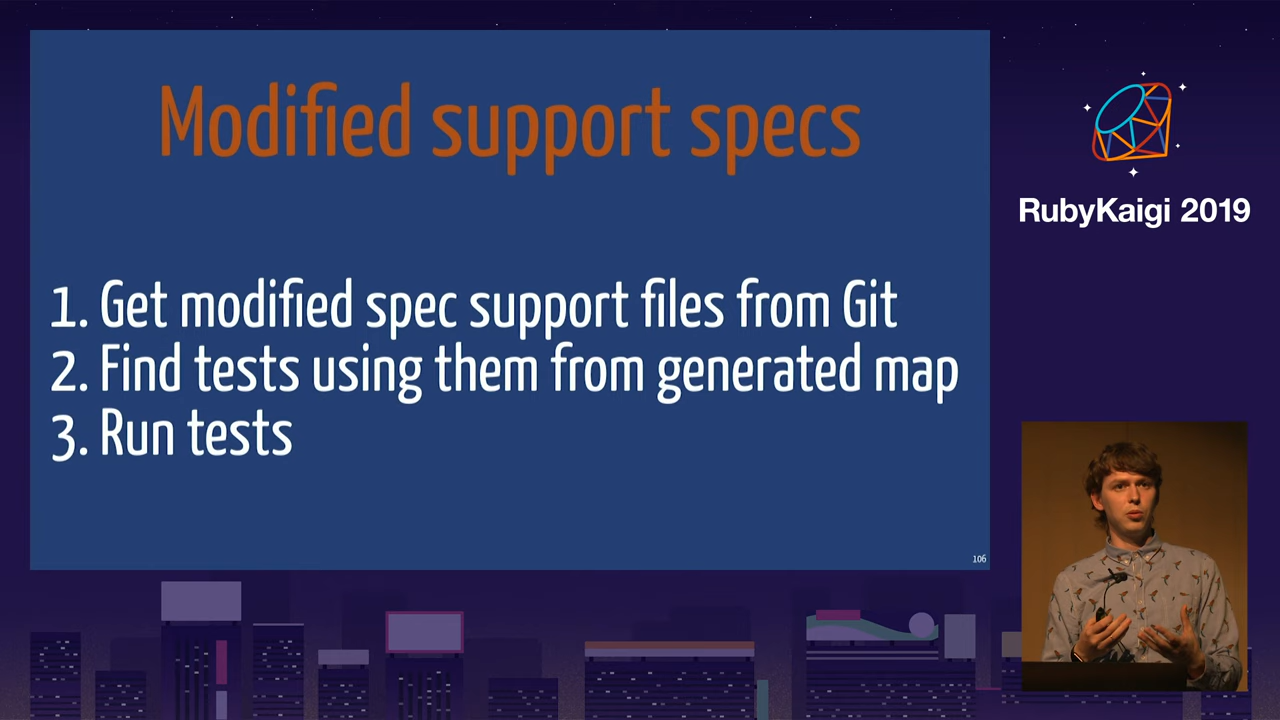 Modified support specs
1. Get modified spec support files from Git
2. Find tests using them from generated map
3. Run tests
106
RubyKaigi 2019